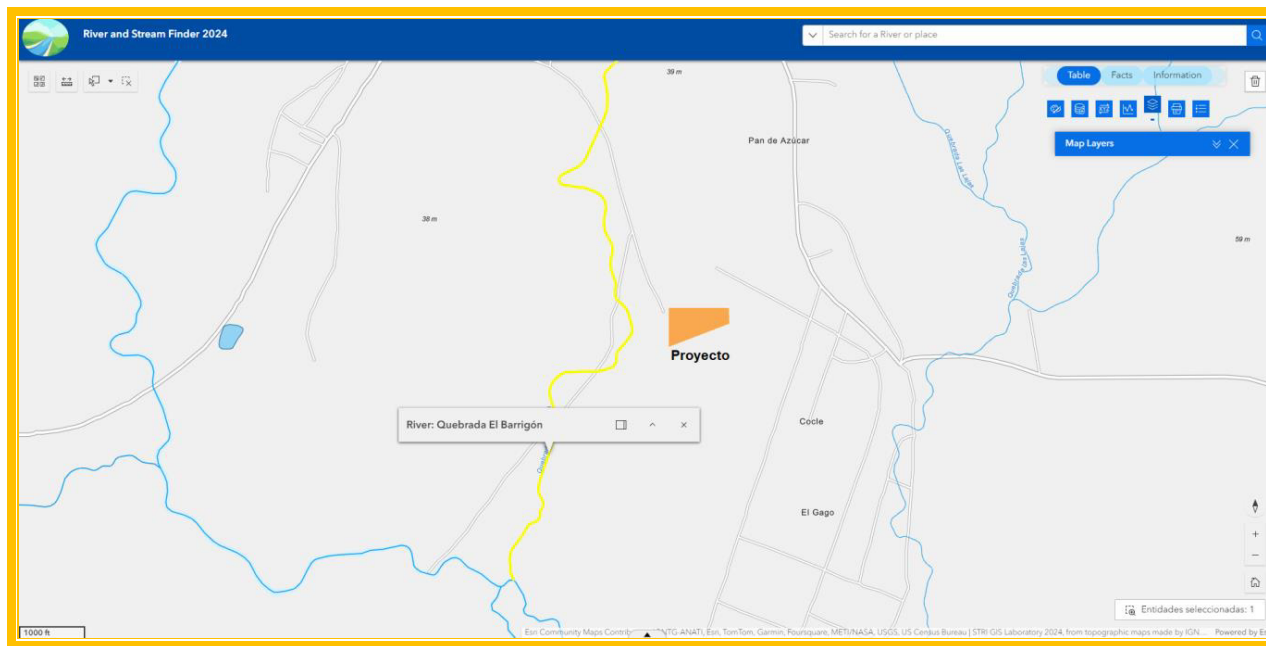 River and Stream Finder 2024
Search for a River or place
39 m
Table
Facts
Information
Map Layers
Pan de Azúcar
Quebrada Las Lajas
38 m
59 m
Quebrada Las Lajas
Proyecto
River: Quebrada El Barrigón
Cocle
El Gago
Entidades seleccionadas: 1
1000 ft
Esri Community Maps Contrib NTG-ANATI, Esri, TomTom, Garmin, Foursquare, METI/NASA, USGS, US Census Bureau | STRI GIS Laboratory 2024, from topographic maps made by IGN... Powered by Es